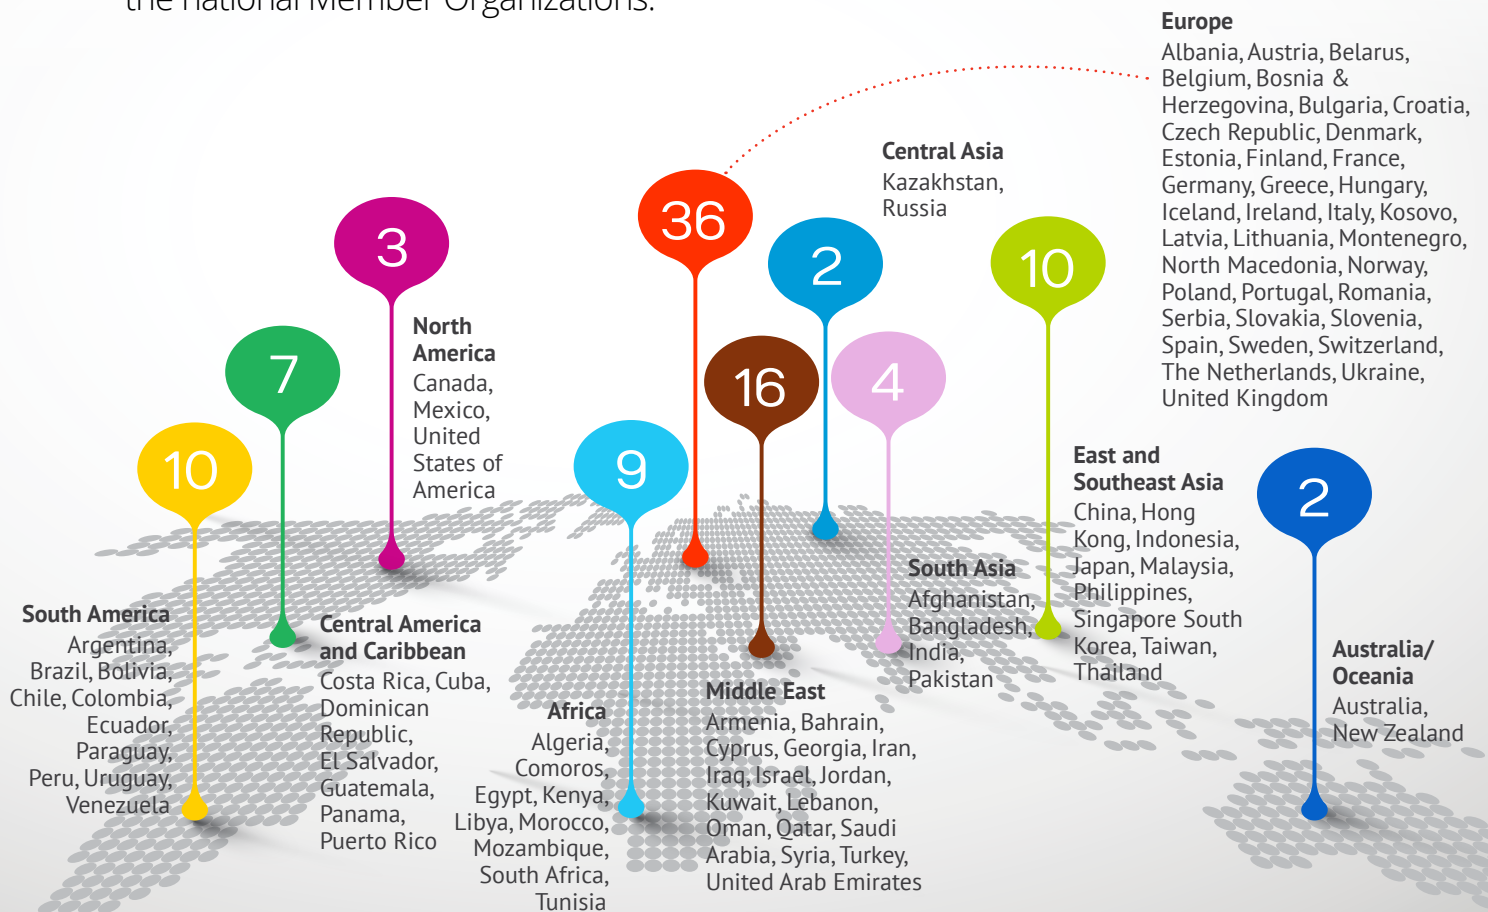 the National Member Organizations.
Europe
Albania, Austria, Belarus,
Belgium, Bosnia &
Herzegovina, Bulgaria, Croatia,
Czech Republic, Denmark,
Estonia, Finland, France,
Germany, Greece, Hungary,
Iceland, Ireland, Italy, Kosovo,
Latvia, Lithuania, Montenegro,
North Macedonia, Norway,
Poland, Portugal, Romania,
Serbia, Slovakia, Slovenia,
Spain, Sweden, Switzerland,
The Netherlands, Ukraine,
United Kingdom
Central Asia
Kazakhstan,
Russia
36
3
2
10
North
America
Canada,
Mexico,
United
States of
America
7
16
4
10
9
East and
Southeast Asia
China, Hong
Kong, Indonesia,
Japan, Malaysia,
Philippines,
Singapore South
Korea, Taiwan,
Thailand
2
South Asia
Afghanistan,
Bangladesh,
India,
Pakistan
South America
Argentina,
Brazil, Bolivia,
Chile, Colombia,
Ecuador,
Paraguay,
Peru, Uruguay,
Venezuela
Central America
and Caribbean
Costa Rica, Cuba,
Dominican
Republic,
El Salvador,
Guatemala,
Panama,
Puerto Rico
Africa
Algeria,
Comoros,
Egypt, Kenya,
Libya, Morocco,
Mozambique,
South Africa,
Tunisia
Middle East
Armenia, Bahrain,
Cyprus, Georgia, Iran,
Iraq, Israel, Jordan,
Kuwait, Lebanon,
Oman, Qatar, Saudi
Arabia, Syria, Turkey,
United Arab Emirates
Australia/
Oceania
Australia,
New Zealand